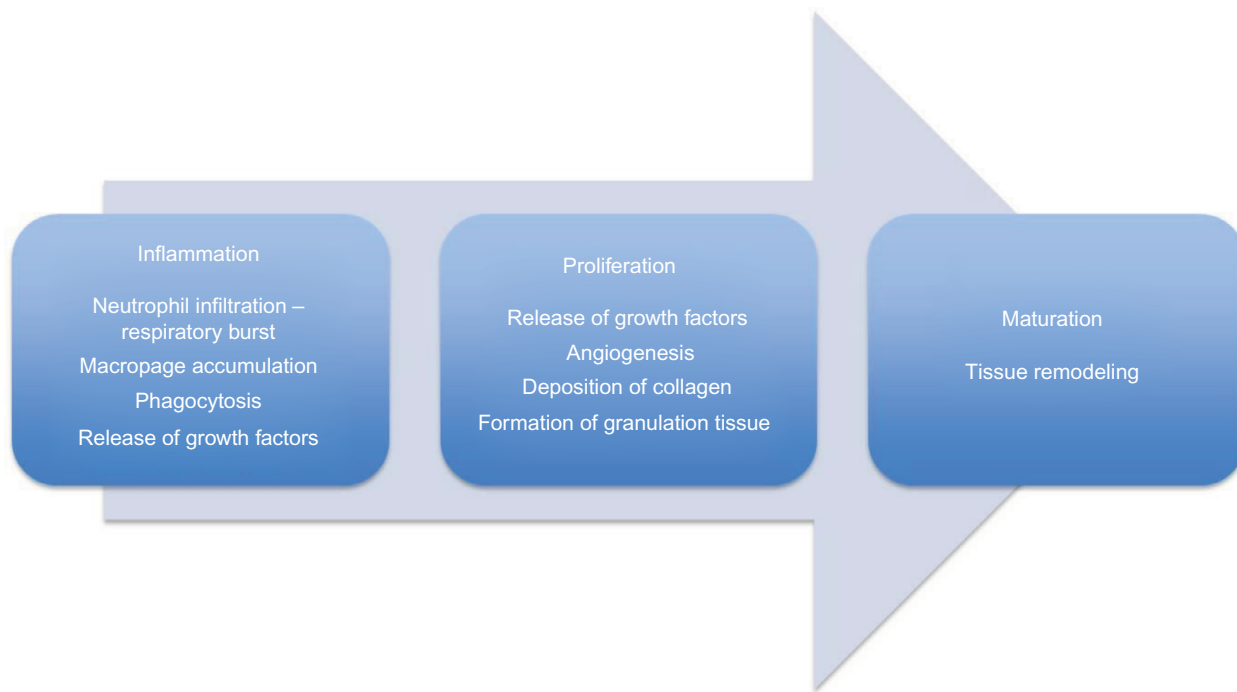 Inflammation
Neutrophil infiltration –
respiratory burst
Macropage accumulation
Phagocytosis
Release of growth factors
Proliferation
Release of growth factors
Angiogenesis
Deposition of collagen
Formation of granulation tissue
Maturation
Tissue remodeling